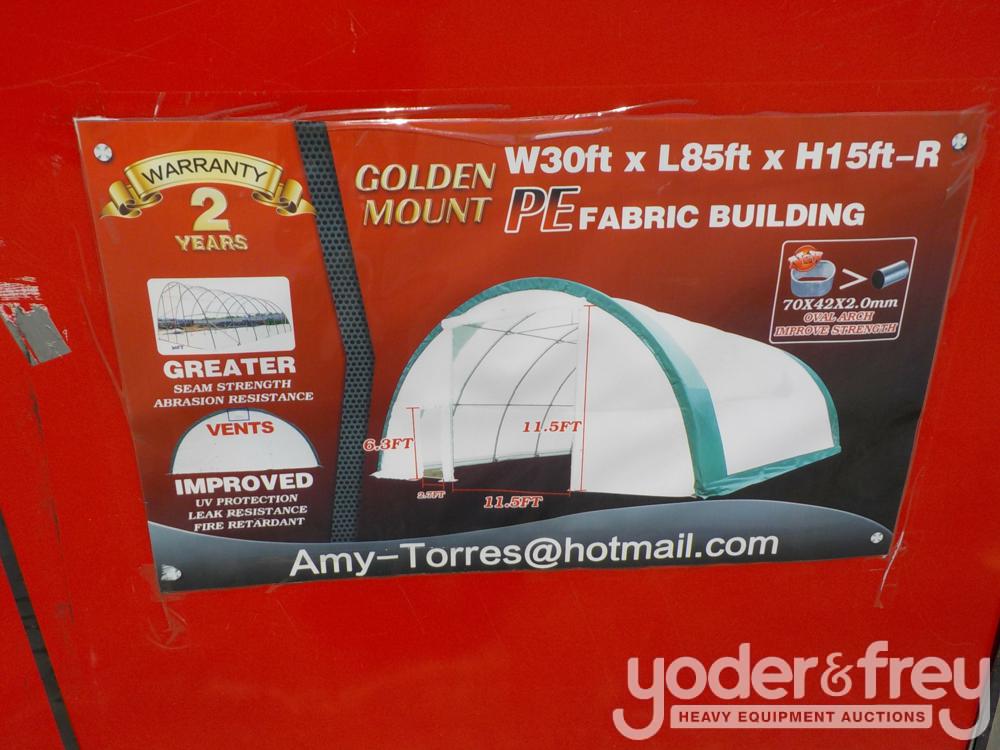 WARRANTY
2
YEARS
GREATER
SEAM STRENGTH
ABRASION RESISTANCE
VENTS
IMPROVED
UV PROTECTION
LEAK RESISTANCE
FIRE RETARDANT
GOLDEN
MOUNT
W30ft x L85ft x H15ft-R
PE FABRIC BUILDING
70X42X2.0mm
OVAL ARCH
IMPROVE STRENGTH
>
6.3FT
11.5FT
2.7FT
11.5FT
Amy-Torres@hotmail.com
yoder&frey
HEAVY EQUIPMENT AUCTIONS